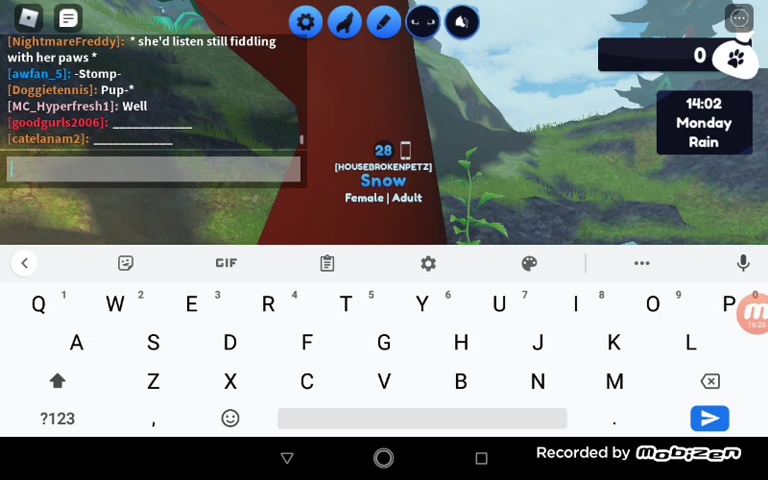 [NightmareFreddy]: * she'd listen still fiddling
with her paws *
[awfan_5]: -Stomp-
[Doggietennis]: Pup-*
[MC_Hyperfresh1]: Well
[goodgurls2006]: ____________
[catelanam2]: ____________
0
14:02
Monday
Rain
28
[HOUSEBROKENPETZ]
Snow
Female | Adult
GIF
Q 1 W 2 E 3 R 4 T 5 Y 6 U 7 I 8 O 9 P 0
16:26
A S D F G H J K L
Z X C V B N M
?123 , .
Recorded by mobizen